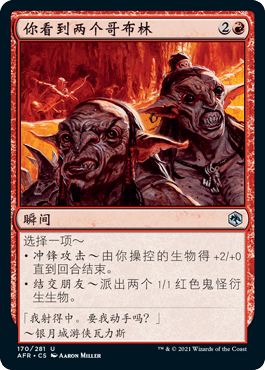 你看到两个哥布林 2
瞬间
选择一项～
• 冲锋攻击～由你操控的生物得 +2/+0
直到回合结束。
• 结交朋友～派出两个 1/1 红色鬼怪衍
生生物。
「我射得中。要我动手吗？」
～银月城游侠瓦力斯
170/281 U
AFR • CS AARON MILLER
™ & © 2021 Wizards of the Coast